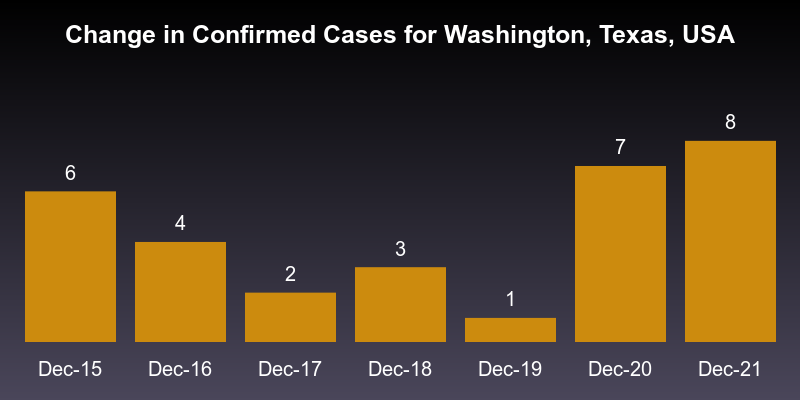 Change in Confirmed Cases for Washington, Texas, USA
6
4
2
3
1
7
8
Dec-15
Dec-16
Dec-17
Dec-18
Dec-19
Dec-20
Dec-21